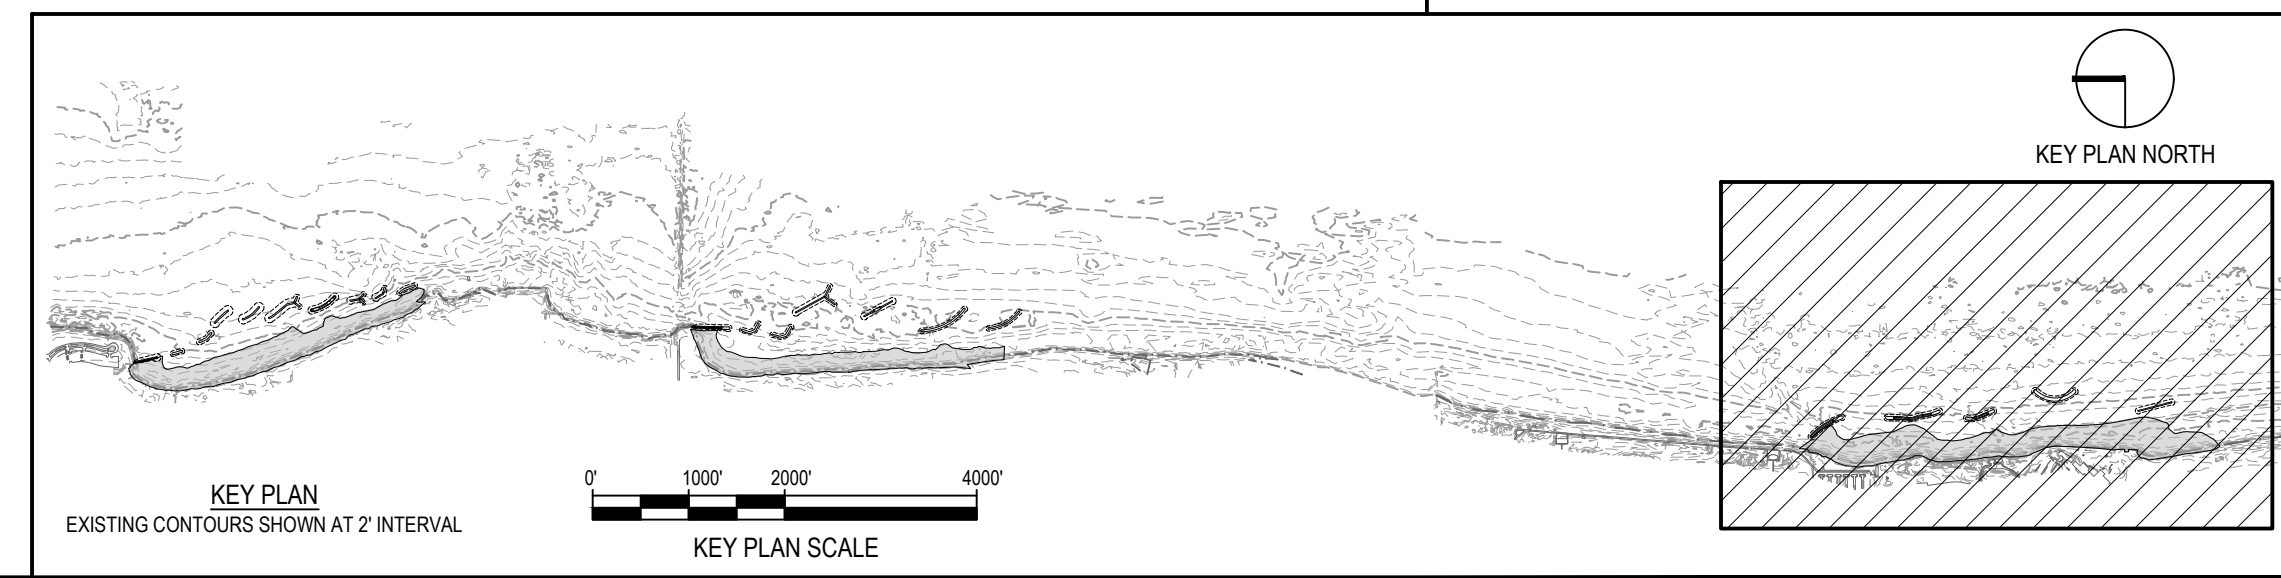 KEY PLAN NORTH
KEY PLAN
EXISTING CONTOURS SHOWN AT 2' INTERVAL
0' 1000' 2000' 4000'
KEY PLAN SCALE